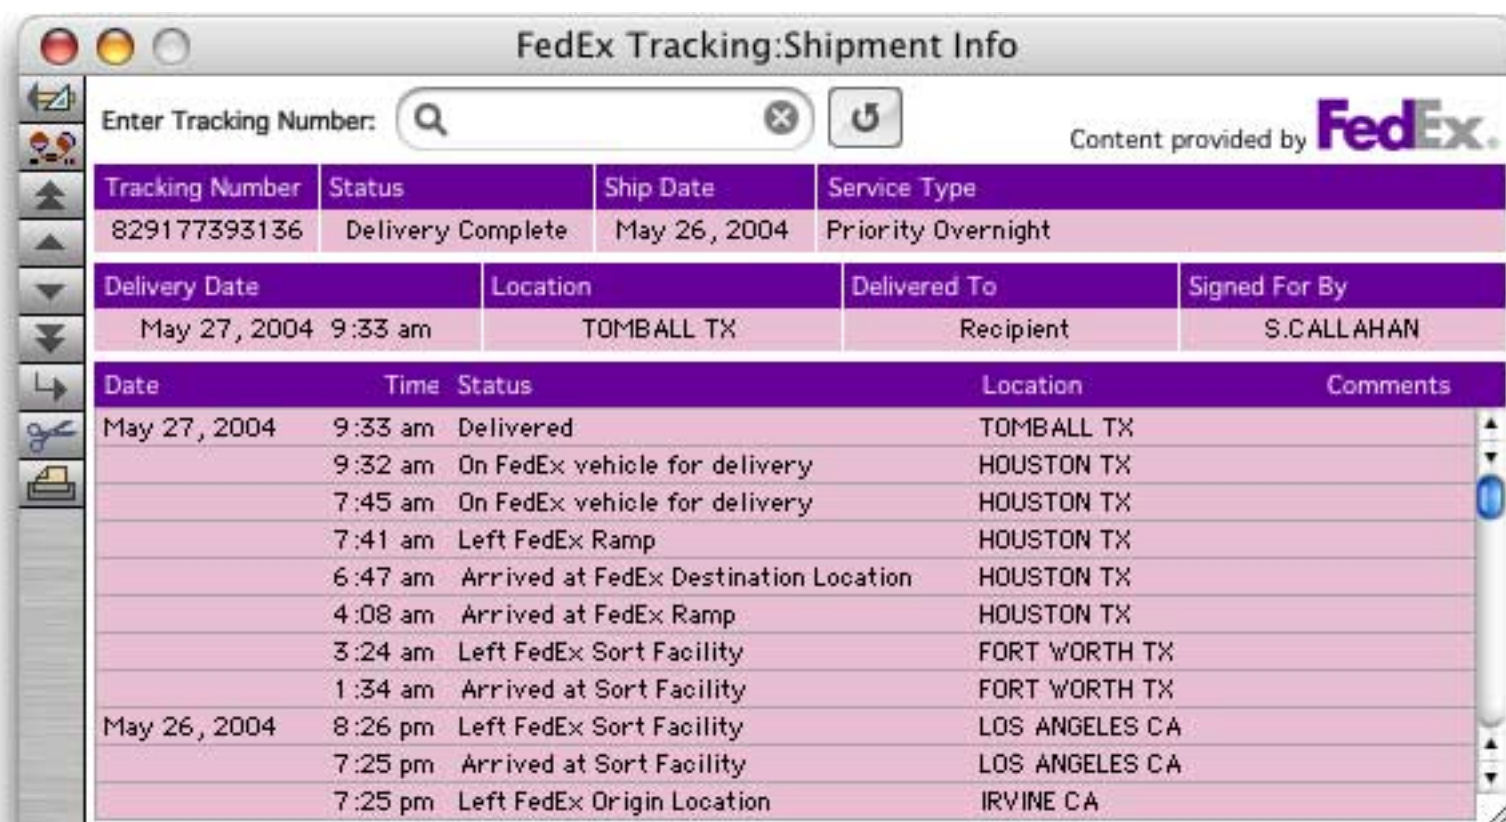 FedEx Tracking:Shipment Info
Enter Tracking Number:
Content provided by FedEx.
Tracking Number Status Ship Date Service Type
829177393136 Delivery Complete May 26, 2004 Priority Overnight
Delivery Date Location Delivered To Signed For By
May 27, 2004 9:33 am TOMBALL TX Recipient S.CALLAHAN
Date Time Status Location Comments
May 27, 2004 9:33 am Delivered TOMBALL TX
9:32 am On FedEx vehicle for delivery HOUSTON TX
7:45 am On FedEx vehicle for delivery HOUSTON TX
7:41 am Left FedEx Ramp HOUSTON TX
6:47 am Arrived at FedEx Destination Location HOUSTON TX
4:08 am Arrived at FedEx Ramp HOUSTON TX
3:24 am Left FedEx Sort Facility FORT WORTH TX
1:34 am Arrived at Sort Facility FORT WORTH TX
May 26, 2004 8:26 pm Left FedEx Sort Facility LOS ANGELES CA
7:25 pm Arrived at Sort Facility LOS ANGELES CA
7:25 pm Left FedEx Origin Location IRVINE CA